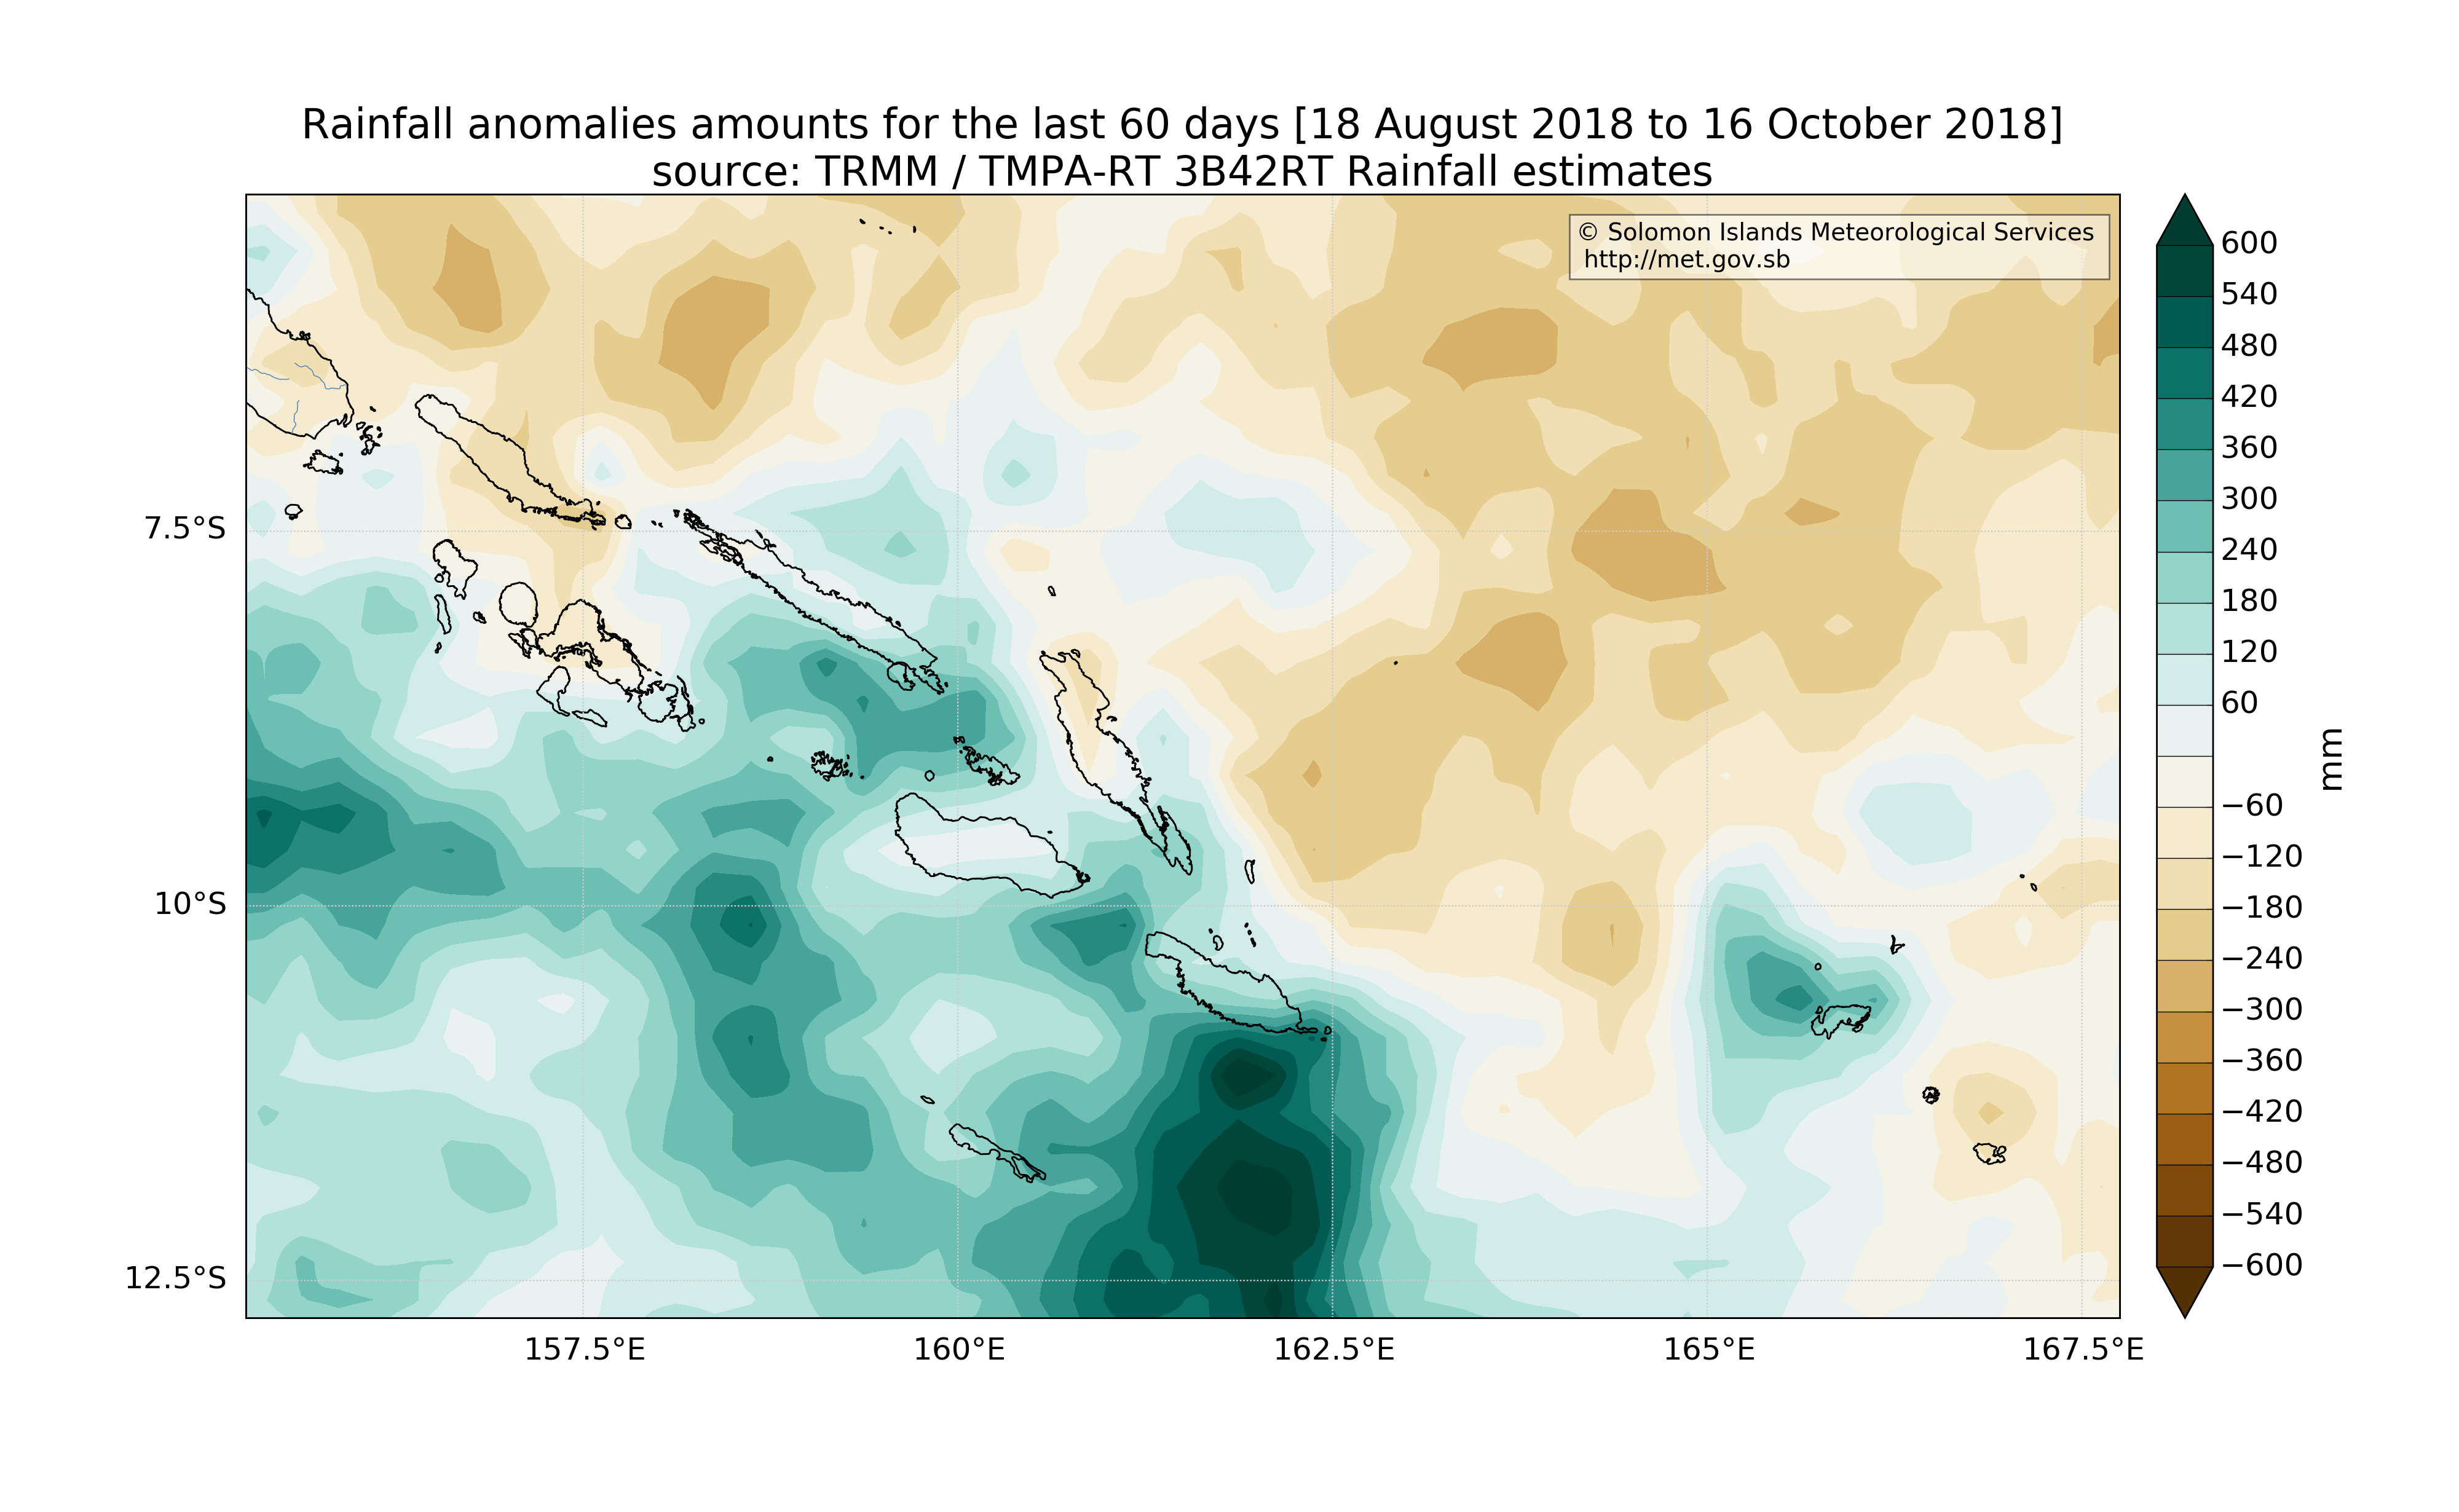 Rainfall anomalies amounts for the last 60 days [18 August 2018 to 16 October 2018]
source: TRMM / TMPA-RT 3B42RT Rainfall estimates
© Solomon Islands Meteorological Services
http://met.gov.sb
7.5°S
10°S
12.5°S
157.5°E
160°E
162.5°E
165°E
167.5°E
600
540
480
420
360
300
240
180
120
60
−60
−120
−180
−240
−300
−360
−420
−480
−540
−600
mm